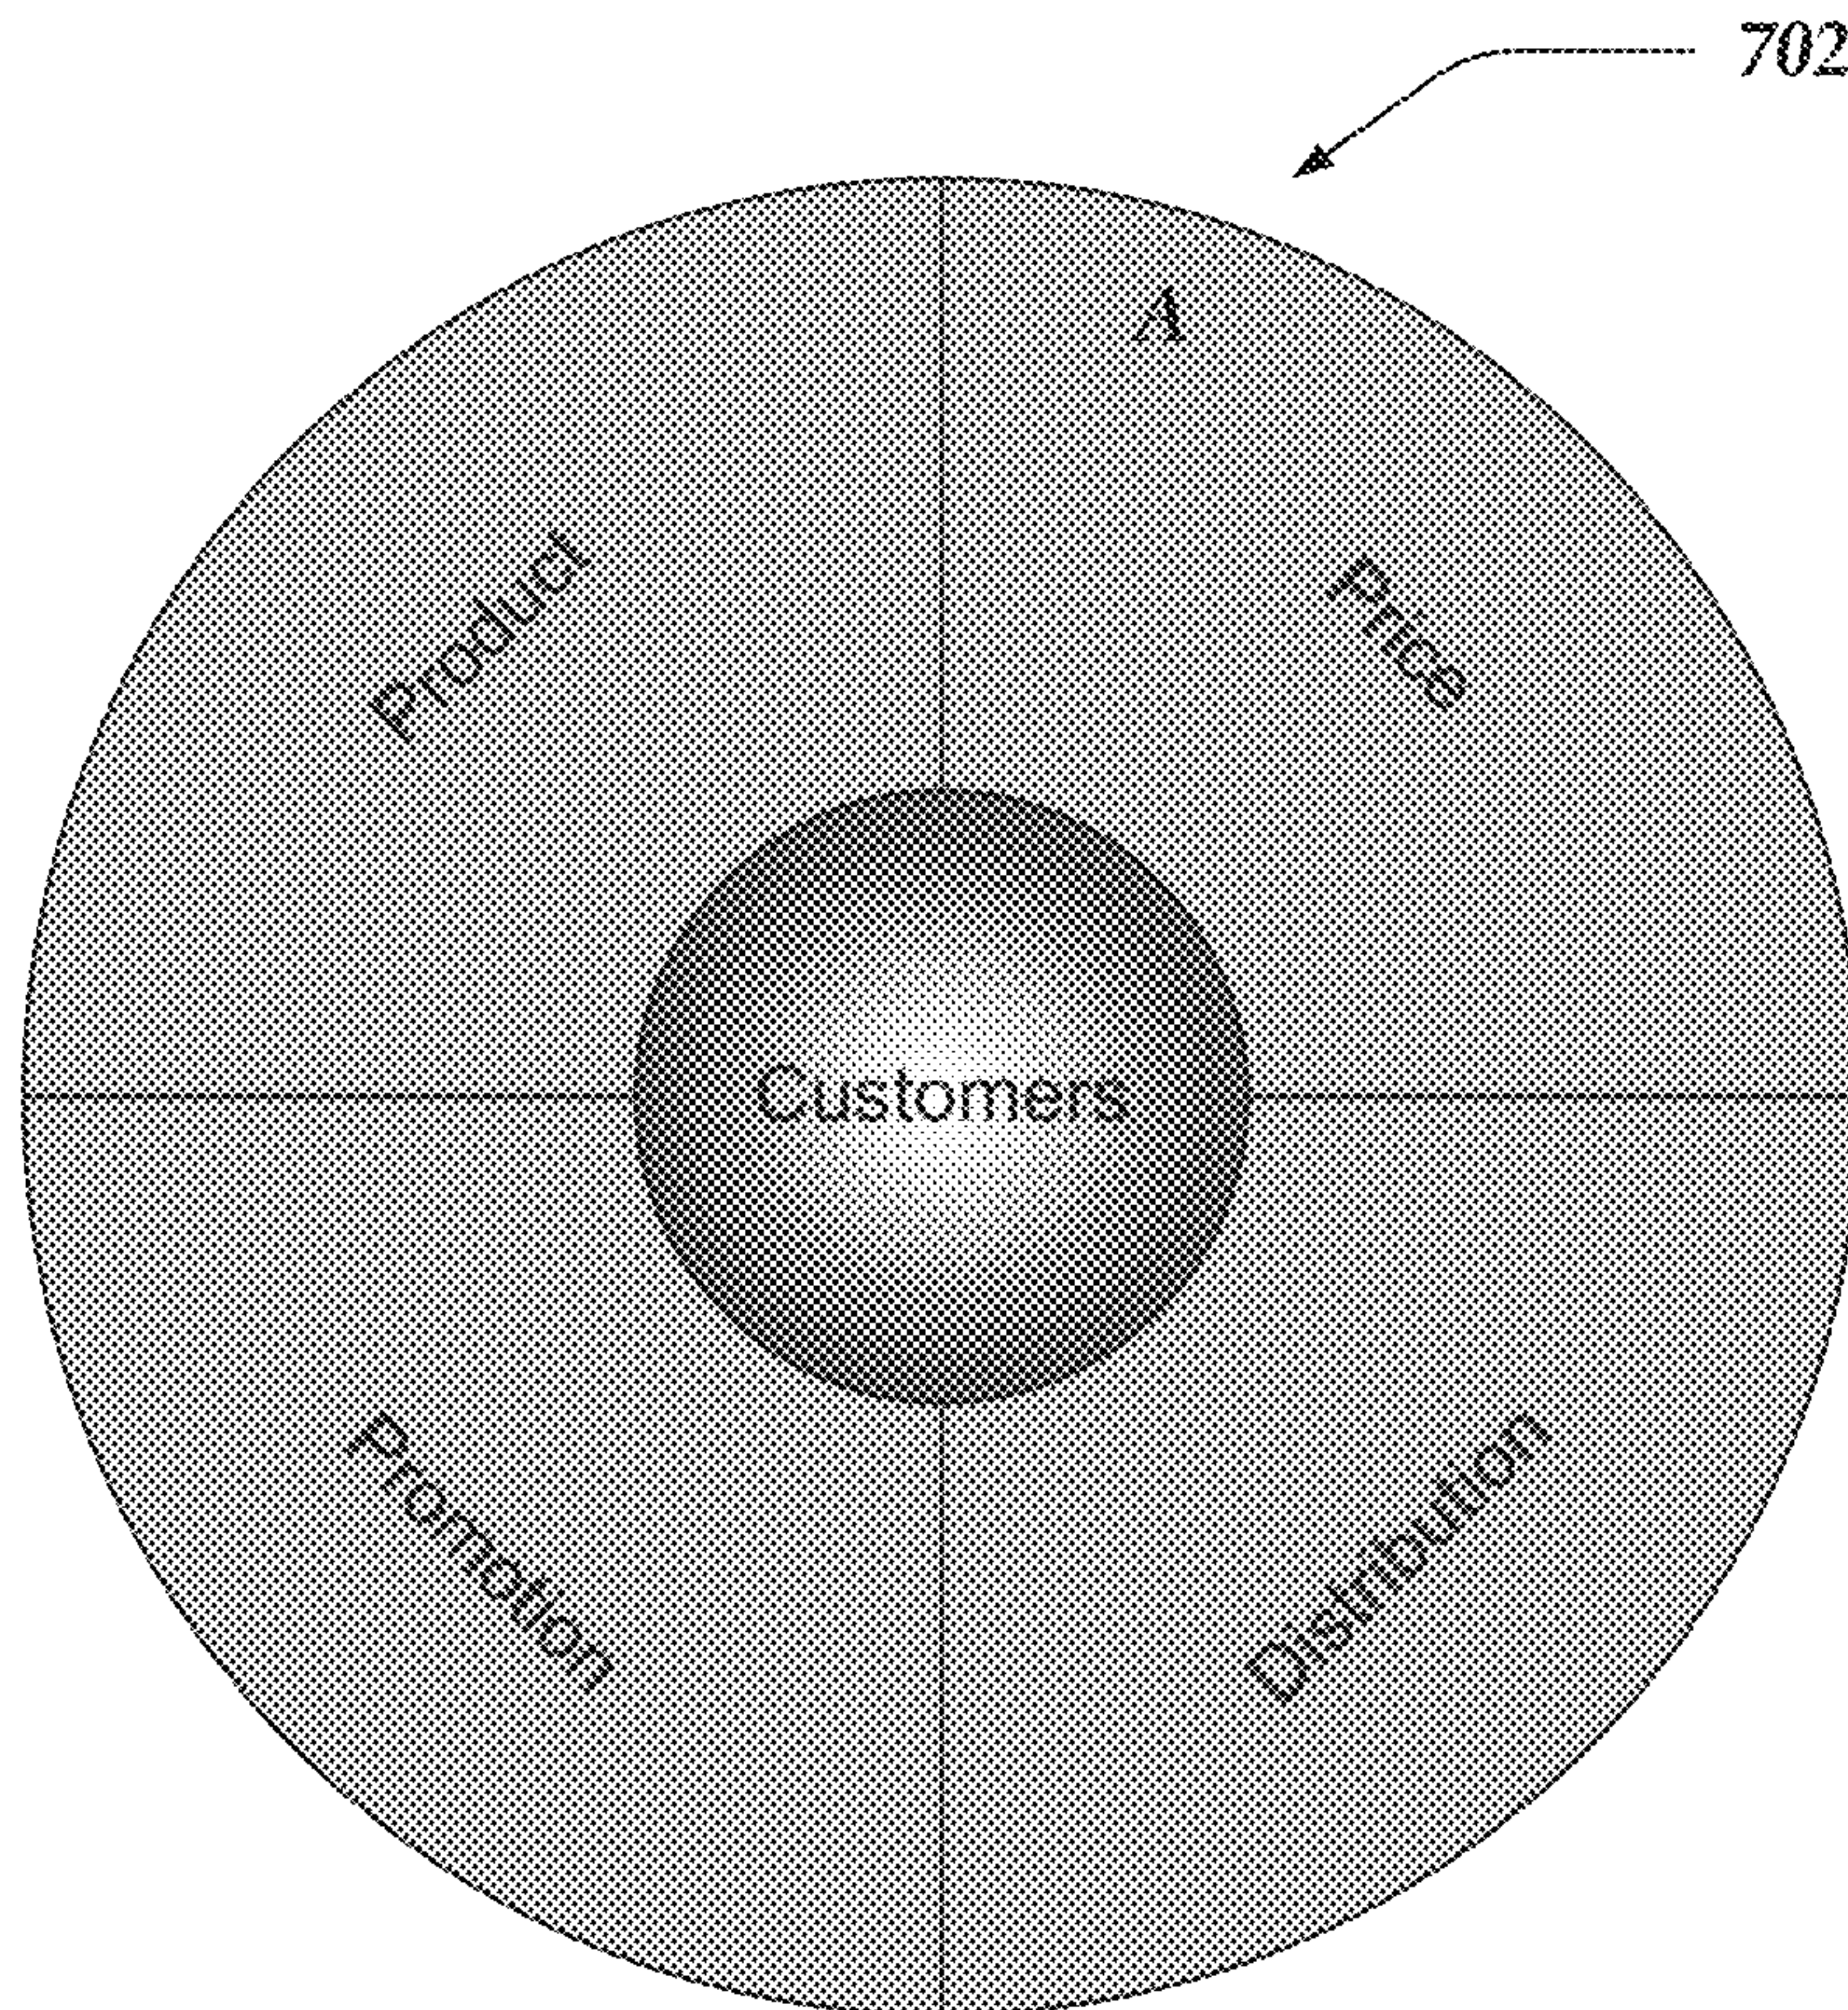 702
A
Product
Price
Customers
Promotion
Distribution